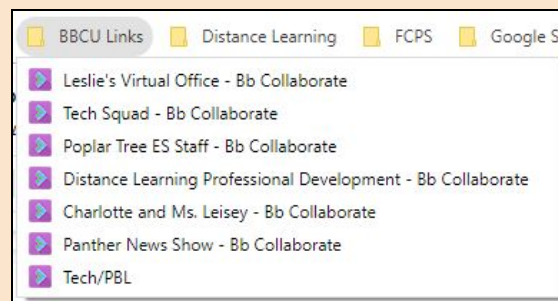 BBCU Links Distance Learning FCPS Google S
Leslie's Virtual Office - Bb Collaborate
Tech Squad - Bb Collaborate
Poplar Tree ES Staff - Bb Collaborate
Distance Learning Professional Development - Bb Collaborate
Charlotte and Ms. Leisey - Bb Collaborate
Panther News Show - Bb Collaborate
Tech/PBL